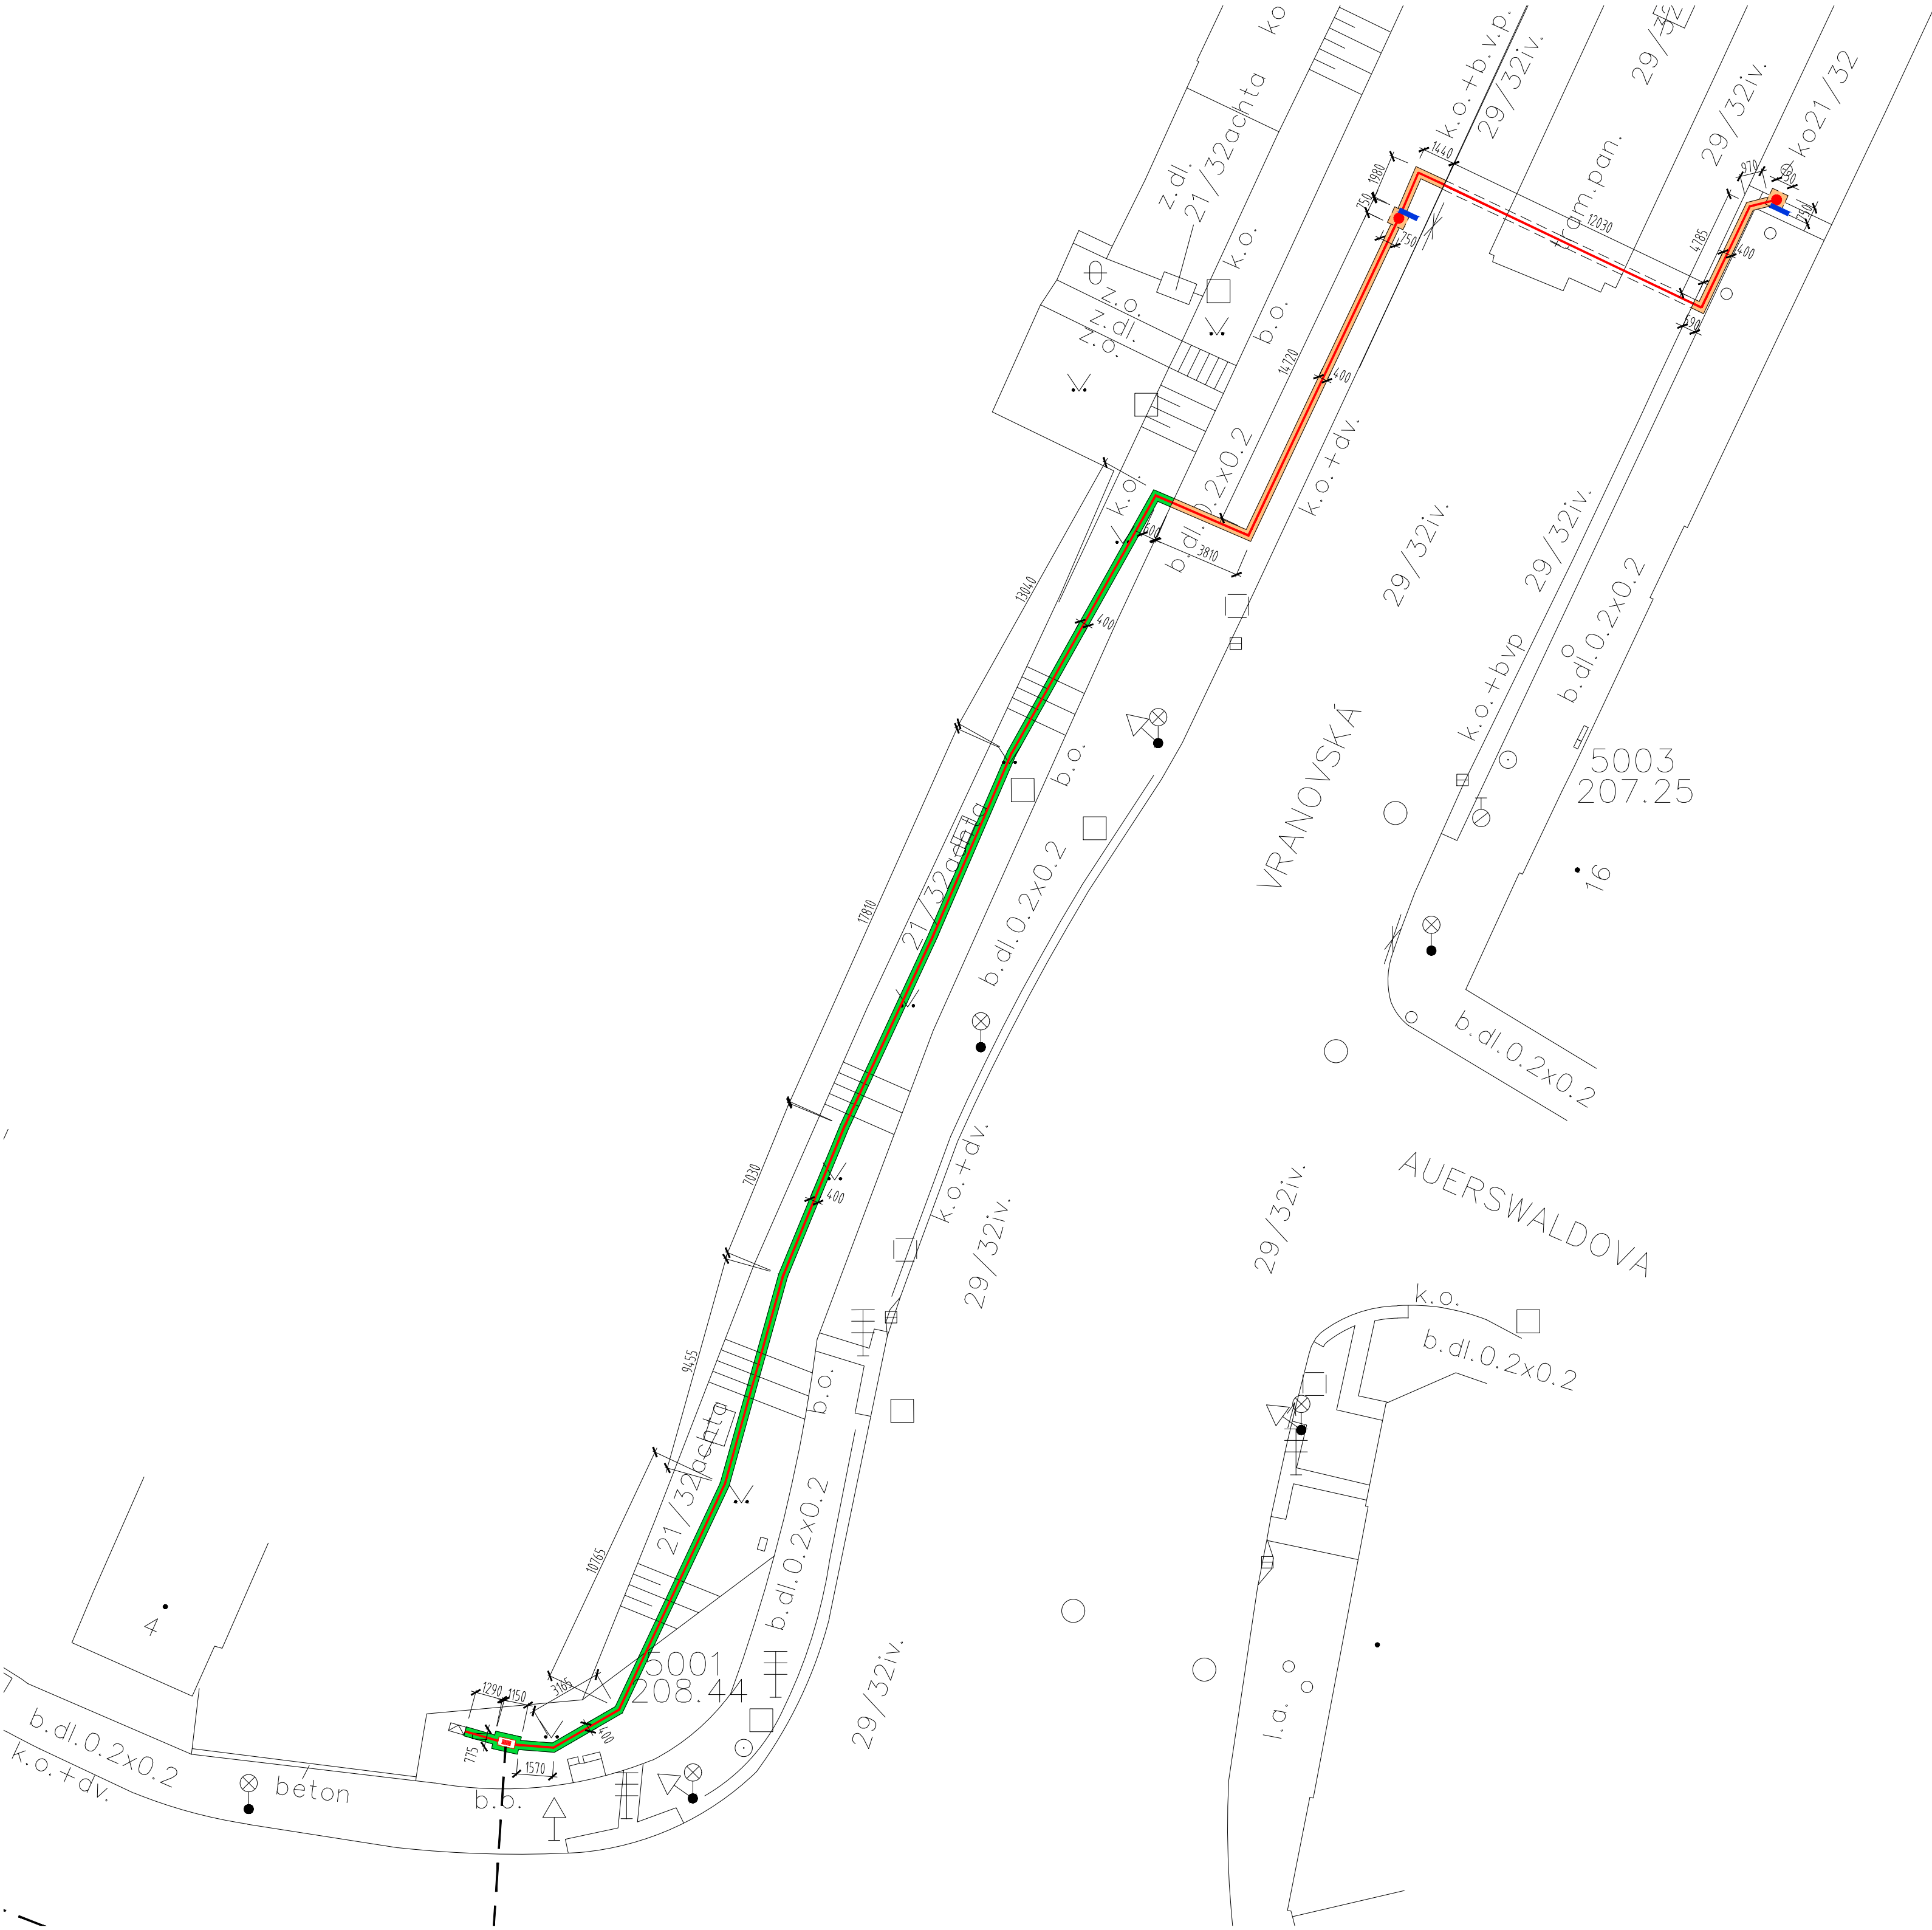 ko
k.o.+b.v.p.
29/32iv.
29/32iv.
ko21/32
21/32achta
z.dl.
1440
970
750
1980
750
750
750
12030
4785
400
590
k.o.
b.o.
z.o.
z.dl.
z.o.
14720
400
k.o.+dv.
k.o.
b.dl.0.2x0.2
600
3810
29/32iv.
29/32iv.
b.dl.0.2x0.2
13040
400
k.o.+bvp
VRANOVSKÁ
5003
207.25
16
b.o.
21/32achta
b.dl.0.2x0.2
17810
b.dl.0.2x0.2
7030
400
k.o.+dv.
29/32iv.
29/32iv.
AUERSWALDOVA
k.o.
b.dl.0.2x0.2
9455
b.o.
21/32achta
b.dl.0.2x0.2
10765
4
5001
208.44
1290
1150
3165
400
775
1570
29/32iv.
l.a.
b.dl.0.2x0.2
k.o.+dv.
beton
b.b.